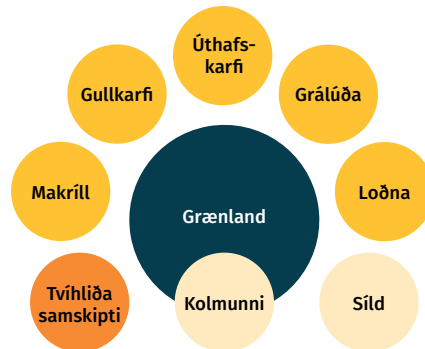 Úthafs-
karfi
Gullkarfi
Grálúða
Makríll
Grænland
Loðna
Tvíhliða
samskipti
Kolmunni
Síld